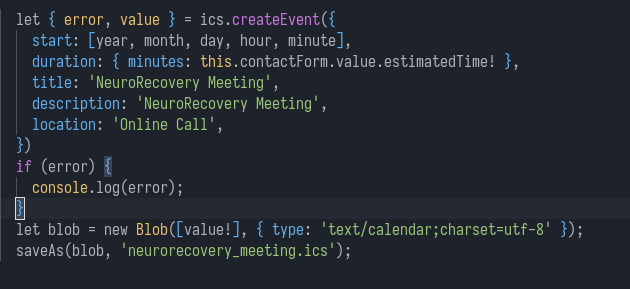 let { error, value } = ics.createEvent({
  start: [year, month, day, hour, minute],
  duration: { minutes: this.contactForm.value.estimatedTime! },
  title: 'NeuroRecovery Meeting',
  description: 'NeuroRecovery Meeting',
  location: 'Online Call',
})
if (error) {
  console.log(error);
}
let blob = new Blob([value!], { type: 'text/calendar;charset=utf-8' });
saveAs(blob, 'neurorecovery_meeting.ics');